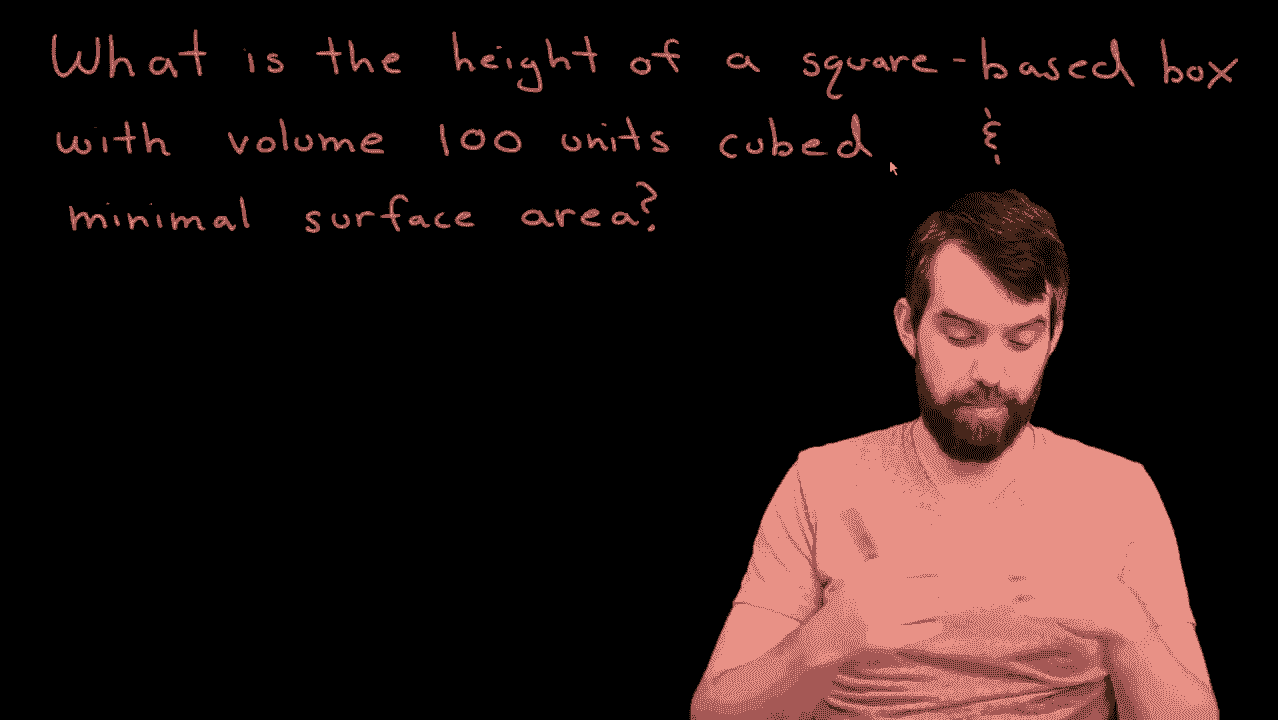 What is the height of a square-based box
with volume 100 units cubed &
minimal surface area?